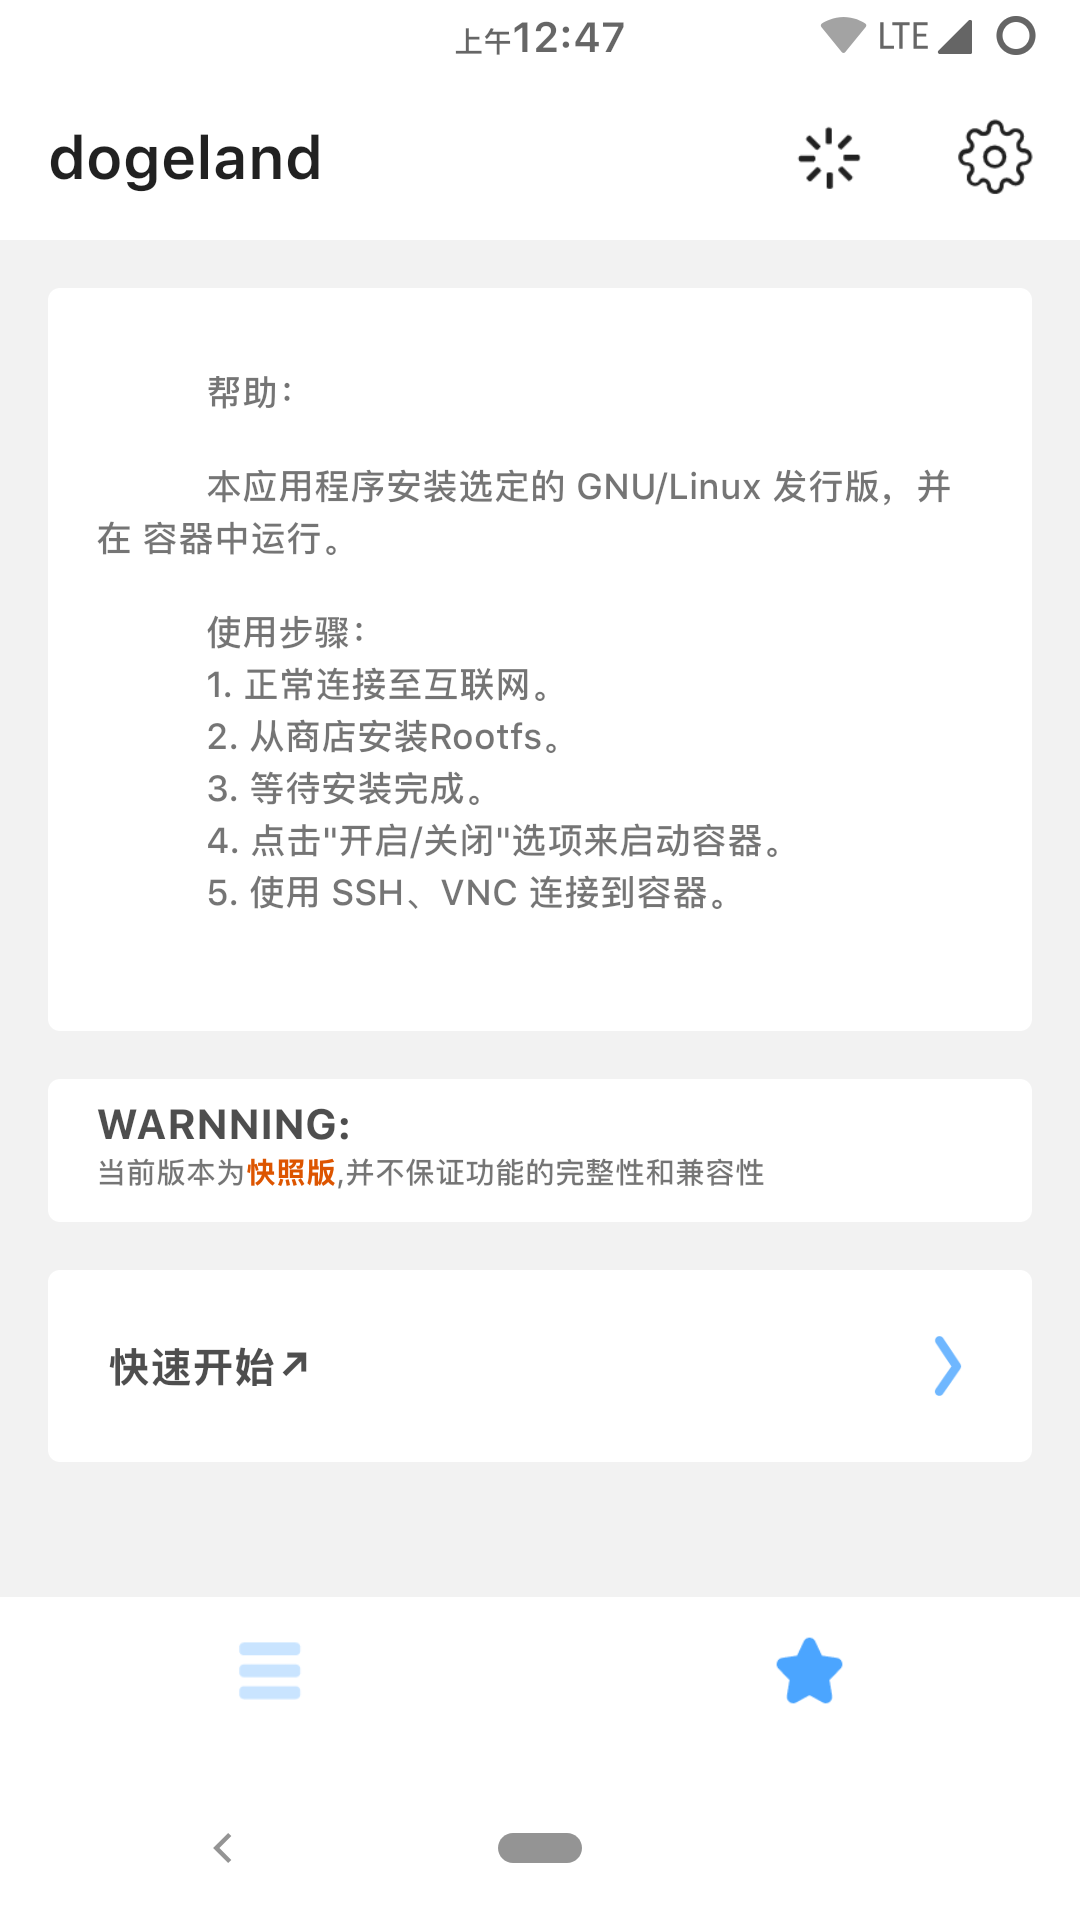 上午12:47
LTE
dogeland
帮助：
本应用程序安装选定的 GNU/Linux 发行版，并
在 容器中运行。
使用步骤：
1. 正常连接至互联网。
2. 从商店安装Rootfs。
3. 等待安装完成。
4. 点击"开启/关闭"选项来启动容器。
5. 使用 SSH、VNC 连接到容器。
WARNNING:
当前版本为快照版,并不保证功能的完整性和兼容性
快速开始↗